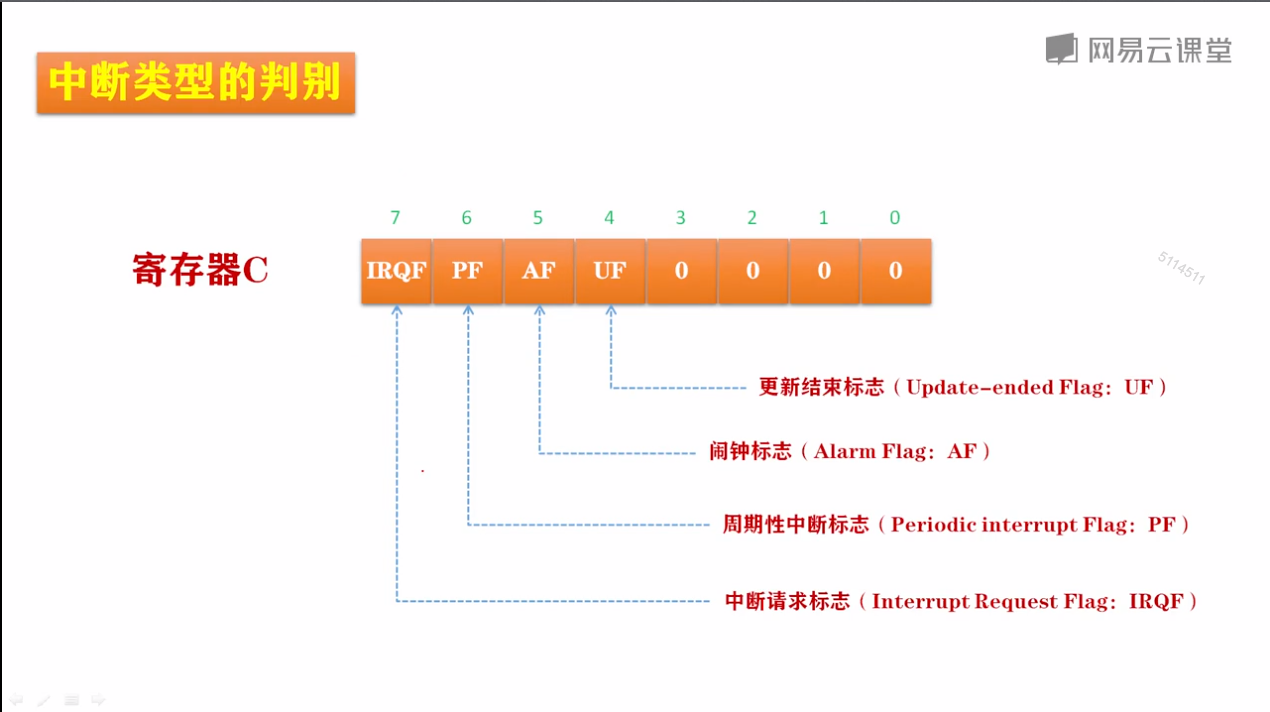 网易云课堂
中断类型的判别
7 6 5 4 3 2 1 0
寄存器C
IRQF PF AF UF 0 0 0 0
5114511
更新结束标志（Update-ended Flag：UF）
闹钟标志（Alarm Flag：AF）
周期性中断标志（Periodic interrupt Flag：PF）
中断请求标志（Interrupt Request Flag：IRQF）